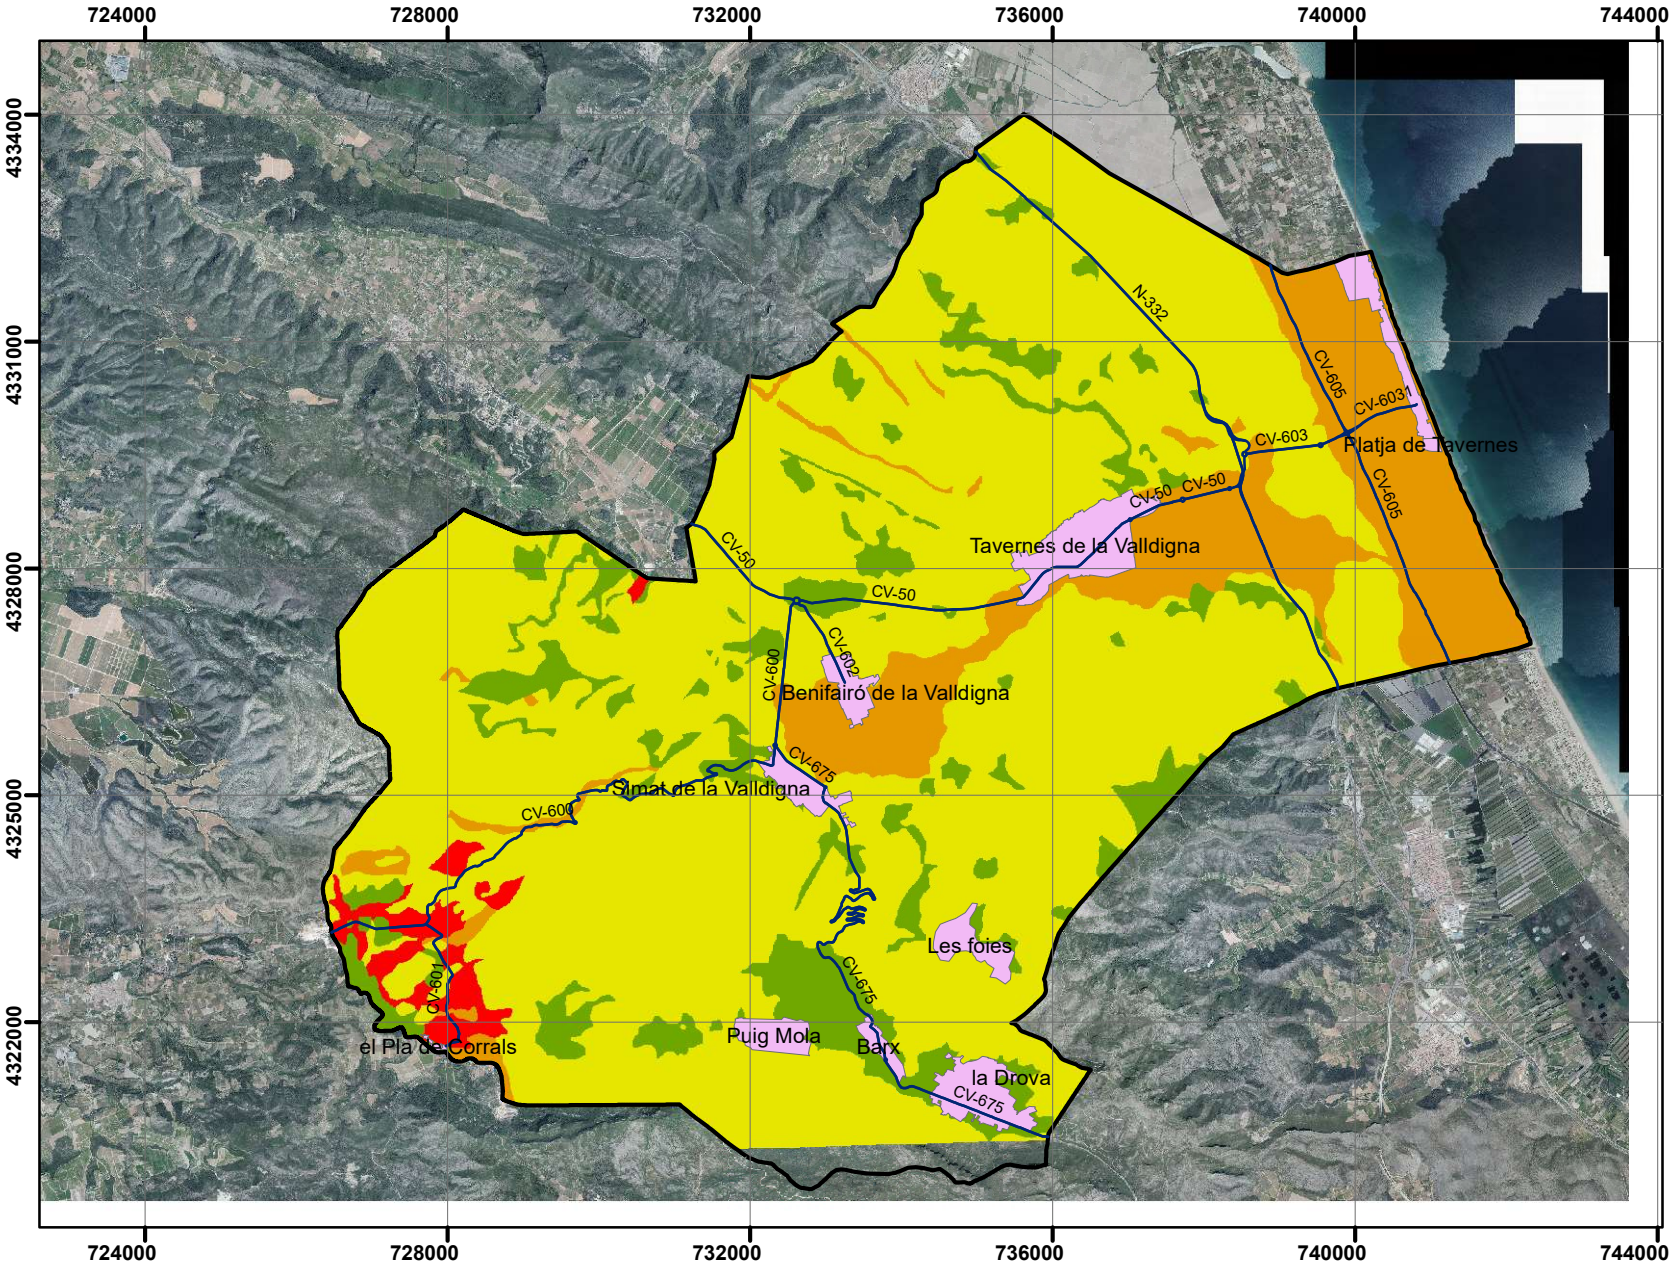 724000 728000 732000 736000 740000 744000
4334000
N-332
4331000
CV-605
CV-6031
CV-603
Platja de Tavernes
CV-50
CV-50
CV-605
Tavernes de la Valldigna
CV-50
4328000
CV-50
CV-602
CV-600
Benifairó de la Valldigna
CV-675
Simat de la Valldigna
4325000
CV-600
Les foies
CV-675
CV-601
4322000
Puig Mola
Barx
el Pla de Corrals
la Drova
CV-675
724000 728000 732000 736000 740000 744000